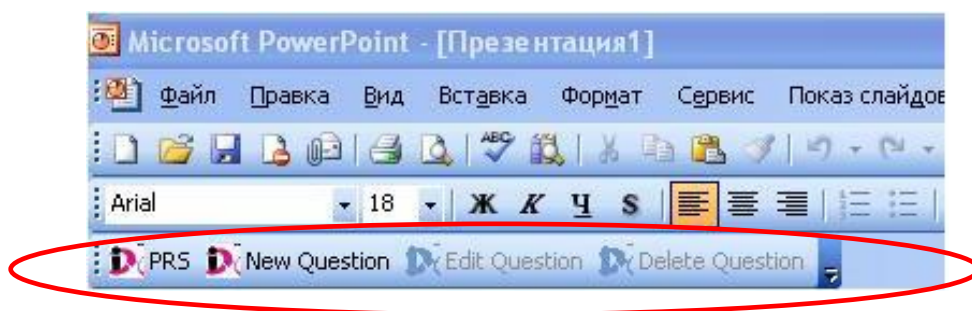 Microsoft PowerPoint - [Презентация1]
Файл Правка Вид Вставка Формат Сервис Показ слайдов
ABC
Arial 18 Ж К Ч S
PRS New Question Edit Question Delete Question